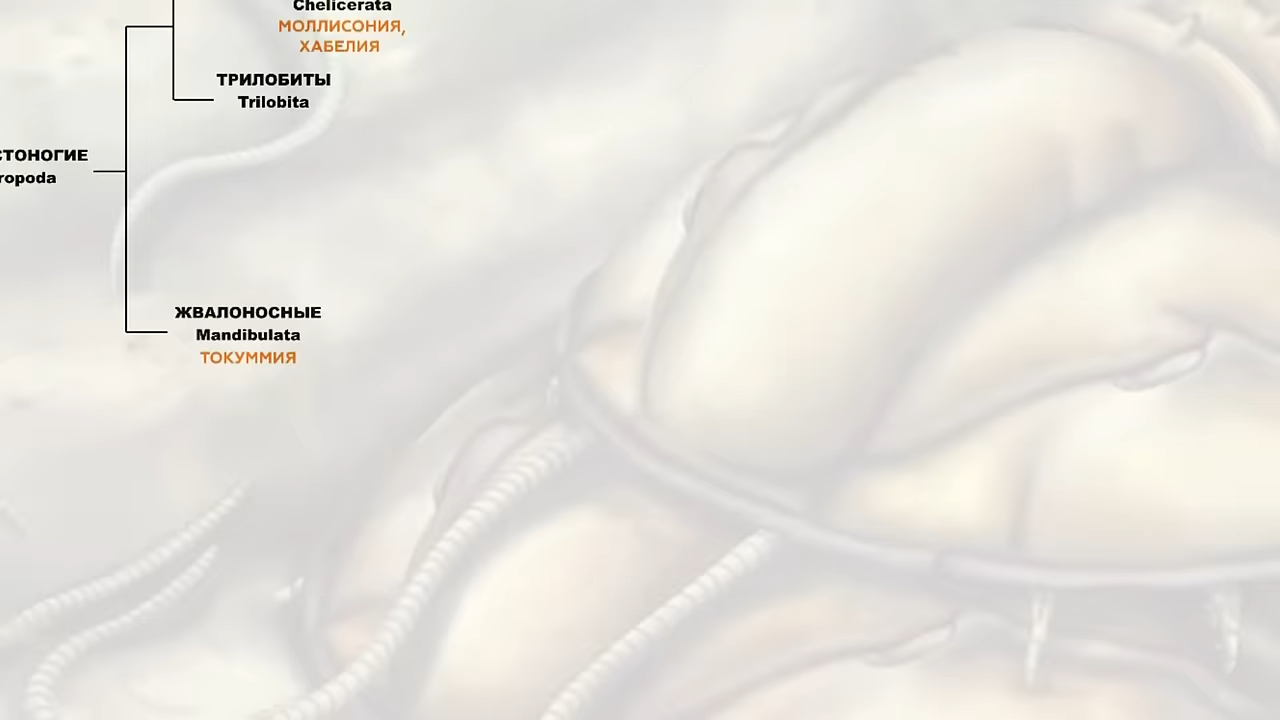 Chelicerata
МОЛЛИСОНИЯ,
ХАБЕЛИЯ
ТРИЛОБИТЫ
Trilobita
СТОНОГИЕ
ropoda
ЖВАЛОНОСНЫЕ
Mandibulata
ТОКУММИЯ